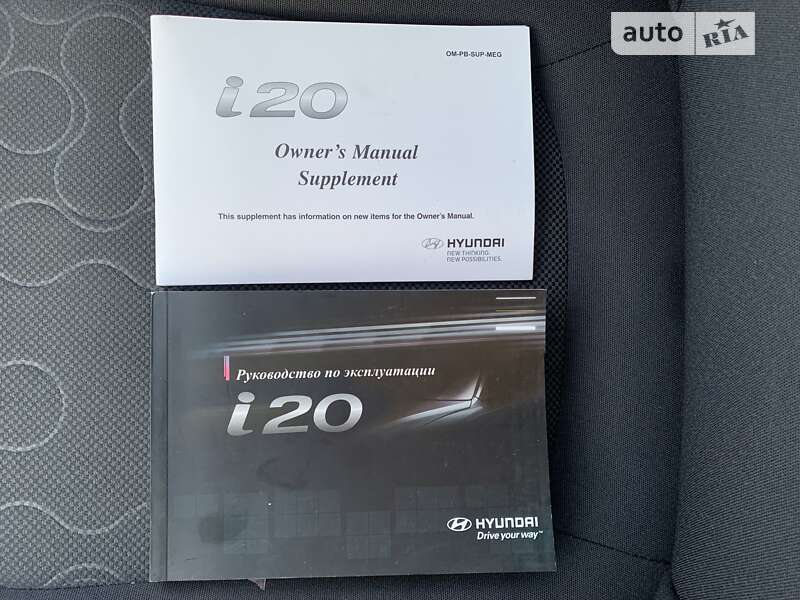 auto RIA
OM-PB-SUP-MEG
i20
Owner's Manual
Supplement
This supplement has information on new items for the Owner's Manual.
HYUNDAI
NEW THINKING.
NEW POSSIBILITIES.
Руководство по эксплуатации
i20
HYUNDAI
Drive your way™